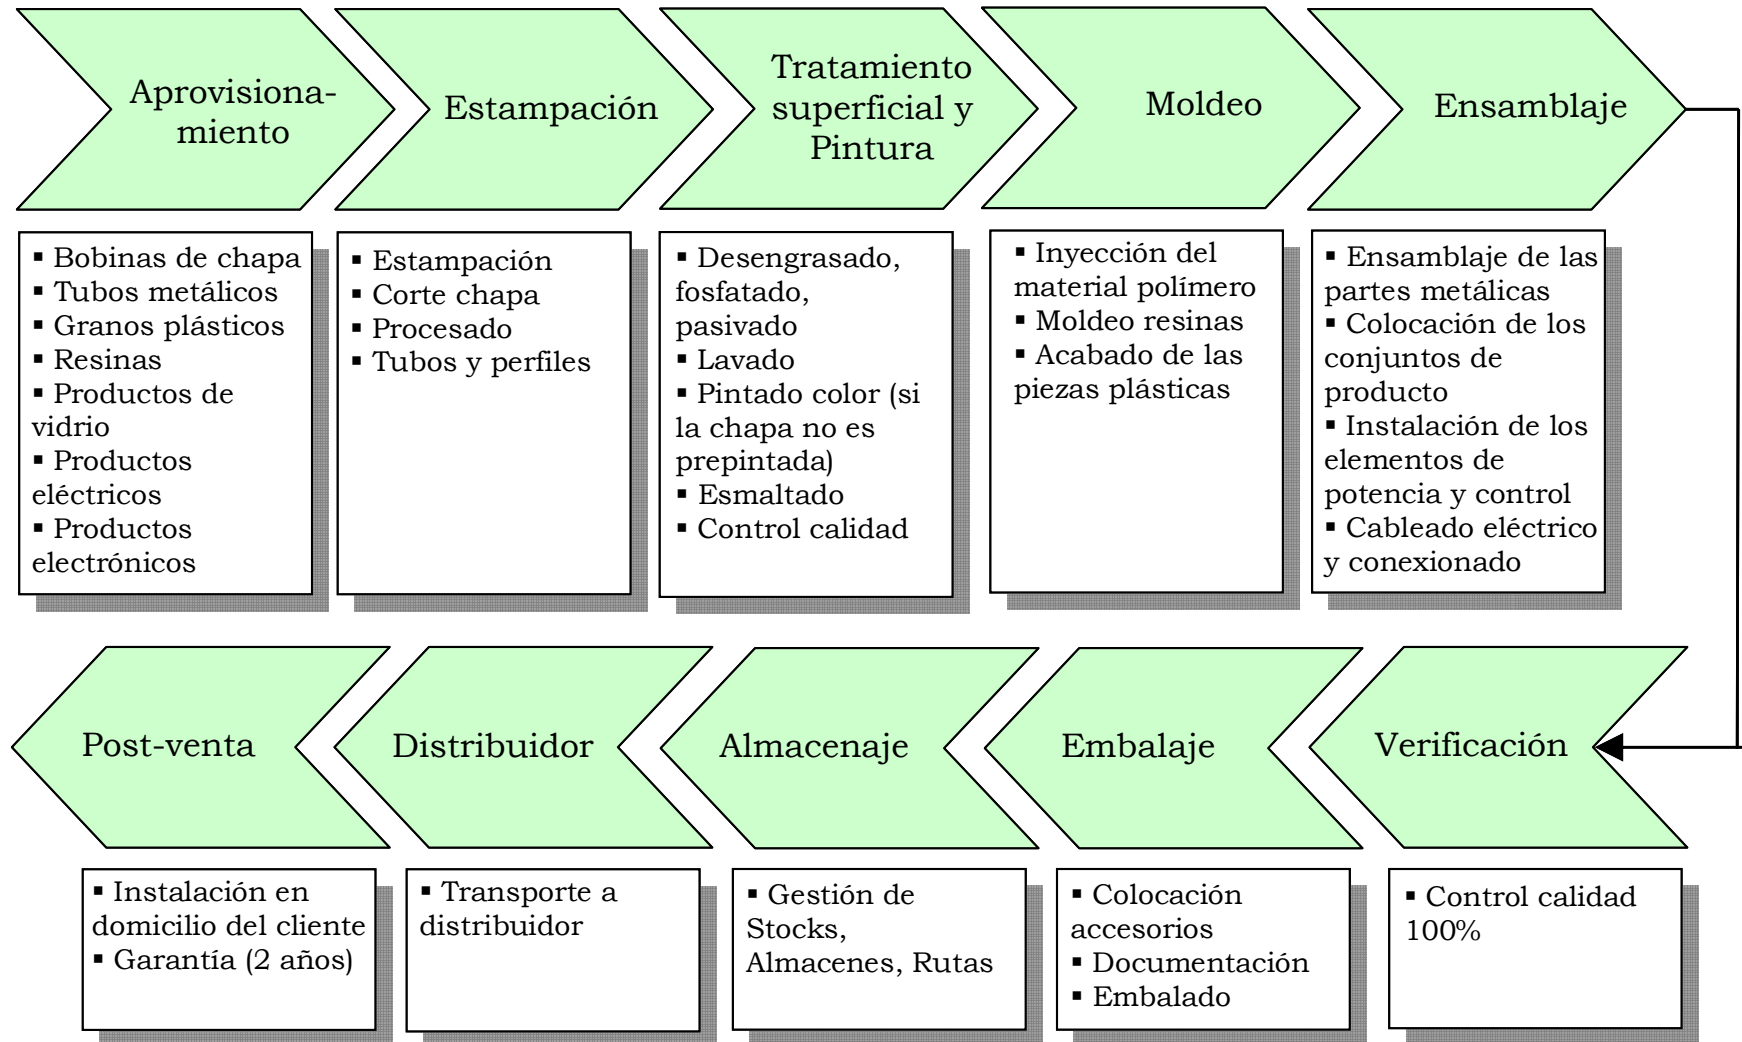 Aprovisiona-
miento
Estampación
Tratamiento
superficial y
Pintura
Moldeo
Ensamblaje
▪ Bobinas de chapa
▪ Tubos metálicos
▪ Granos plásticos
▪ Resinas
▪ Productos de
vidrio
▪ Productos
eléctricos
▪ Productos
electrónicos
▪ Estampación
▪ Corte chapa
▪ Procesado
▪ Tubos y perfiles
▪ Desengrasado,
fosfatado,
pasivado
▪ Lavado
▪ Pintado color (si
la chapa no es
prepintada)
▪ Esmaltado
▪ Control calidad
▪ Inyección del
material polímero
▪ Moldeo resinas
▪ Acabado de las
piezas plásticas
▪ Ensamblaje de las
partes metálicas
▪ Colocación de los
conjuntos de
producto
▪ Instalación de los
elementos de
potencia y control
▪ Cableado eléctrico
y conexionado
Post-venta
Distribuidor
Almacenaje
Embalaje
Verificación
▪ Instalación en
domicilio del cliente
▪ Garantía (2 años)
▪ Transporte a
distribuidor
▪ Gestión de
Stocks,
Almacenes, Rutas
▪ Colocación
accesorios
▪ Documentación
▪ Embalado
▪ Control calidad
100%